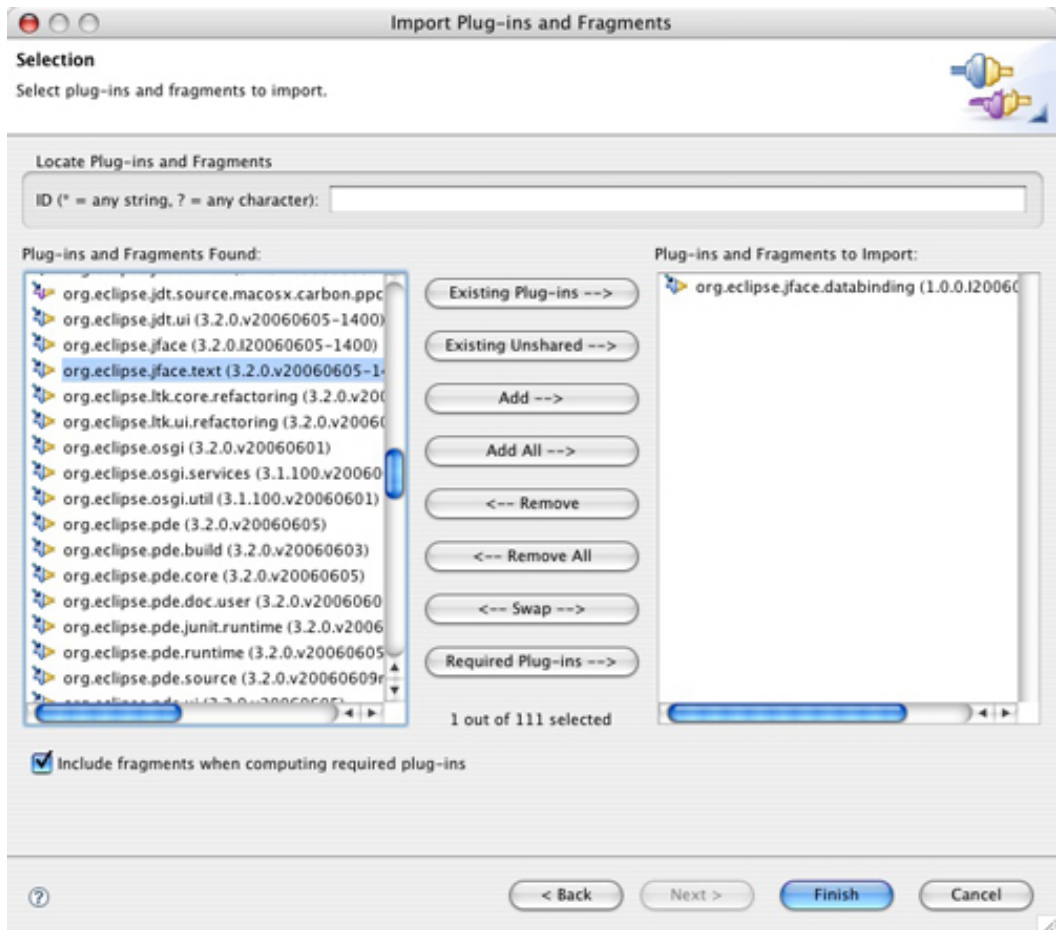 Import Plug-ins and Fragments
Selection
Select plug-ins and fragments to import.
Locate Plug-ins and Fragments
ID (* = any string, ? = any character):
Plug-ins and Fragments Found:
org.eclipse.jdt.source.macosx.carbon.ppc
org.eclipse.jdt.ui (3.2.0.v20060605-1400)
org.eclipse.jface (3.2.0.I20060605-1400)
org.eclipse.jface.text (3.2.0.v20060605-1
org.eclipse.ltk.core.refactoring (3.2.0.v200
org.eclipse.ltk.ui.refactoring (3.2.0.v20060
org.eclipse.osgi (3.2.0.v20060601)
org.eclipse.osgi.services (3.1.100.v20060
org.eclipse.osgi.util (3.1.100.v20060601)
org.eclipse.pde (3.2.0.v20060605)
org.eclipse.pde.build (3.2.0.v20060603)
org.eclipse.pde.core (3.2.0.v20060605)
org.eclipse.pde.doc.user (3.2.0.v2006060
org.eclipse.pde.junit.runtime (3.2.0.v2006
org.eclipse.pde.runtime (3.2.0.v20060605
org.eclipse.pde.source (3.2.0.v20060609r
Existing Plug-ins -->
Existing Unshared -->
Add -->
Add All -->
<-- Remove
<-- Remove All
<-- Swap -->
Required Plug-ins -->
1 out of 111 selected
Plug-ins and Fragments to Import:
org.eclipse.jface.databinding (1.0.0.I20060
Include fragments when computing required plug-ins
?
< Back
Next >
Finish
Cancel